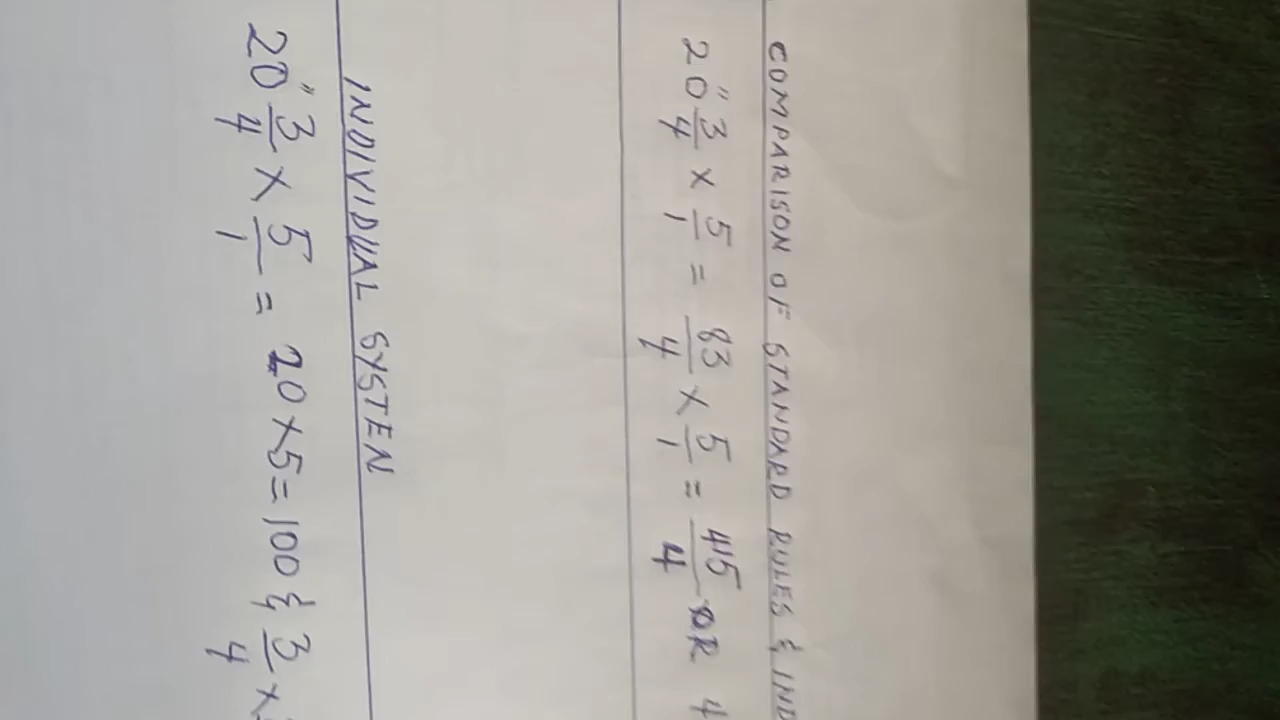 COMPARISON OF STANDARD RULES & IND
20" 3/4 × 5/1 = 83/4 × 5/1 = 415/4 OR 4
INDIVIDUAL SYSTEN
20" 3/4 × 5/1 = 20 × 5 = 100 & 3/4 ×